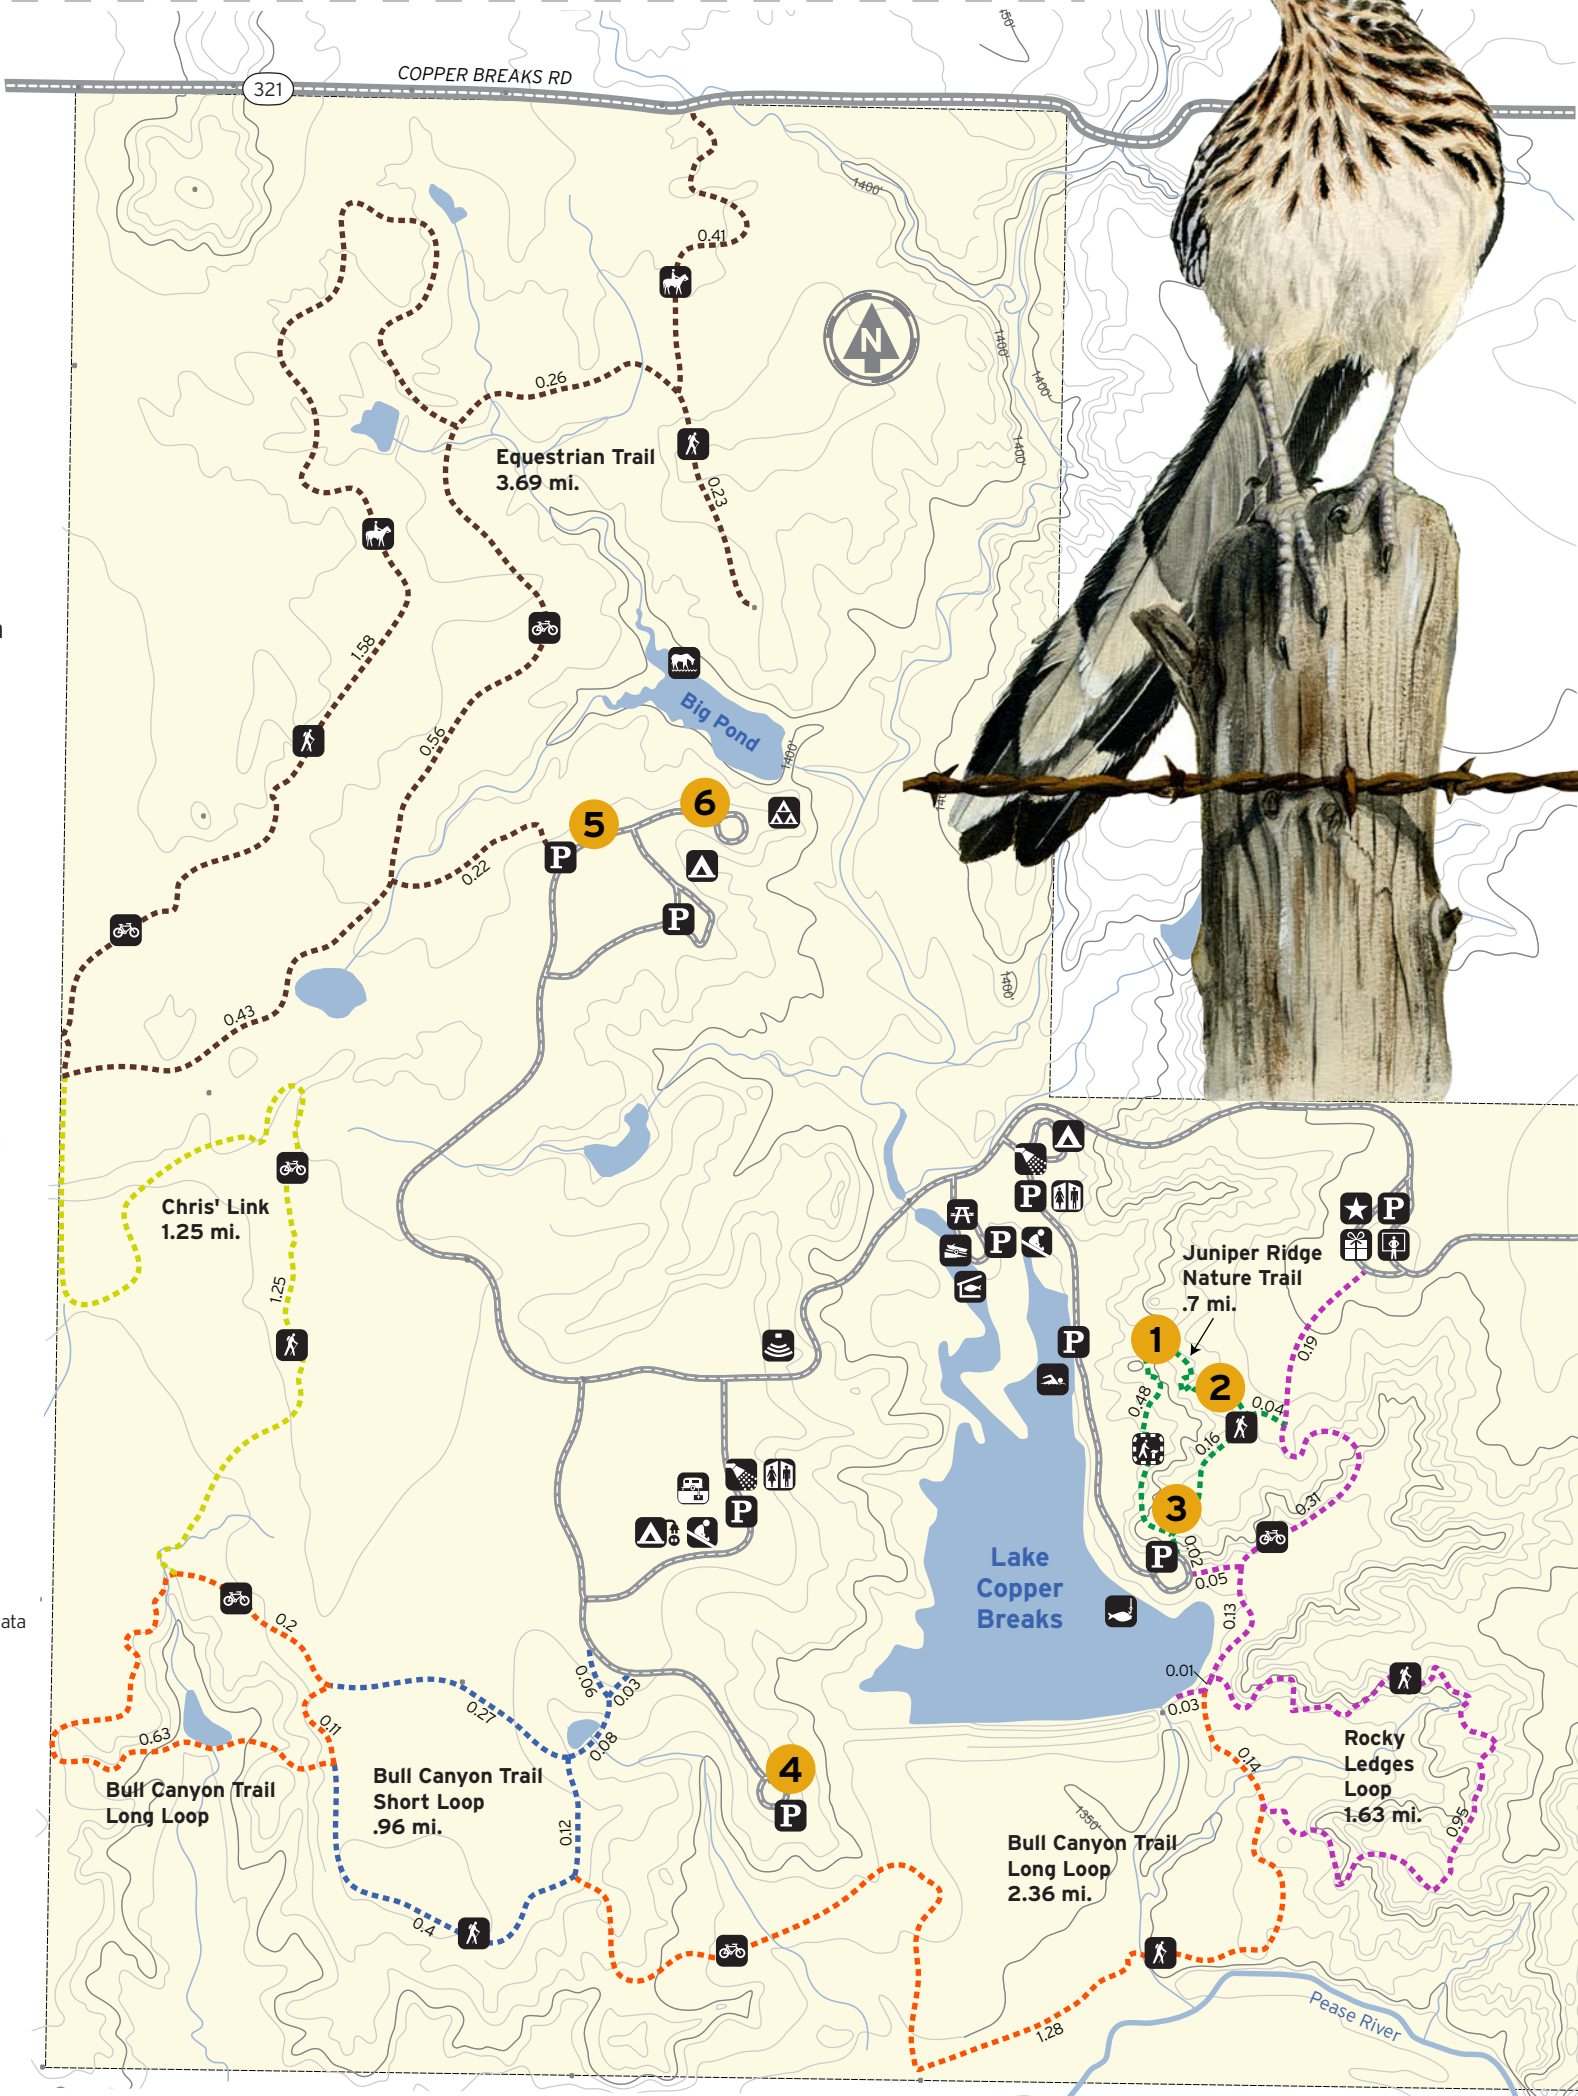 COPPER BREAKS RD
321
1400'
0.41
N
1400'
1400'
0.26
1400'
Equestrian Trail
3.69 mi.
0.23
1.58
Big Pond
0.56
1400'
6
5
P
0.22
P
1400'
0.43
Chris' Link
1.25 mi.
P
P
P
Juniper Ridge
Nature Trail
.7 mi.
1.25
P
1
0.19
2
0.48
0.04
0.16
3
0.31
P
P
0.02
0.05
Lake
Copper
Breaks
ata
0.2
0.13
0.06
0.03
0.01
0.03
0.27
0.11
0.63
0.08
0.14
Rocky
Ledges
Loop
1.63 mi.
0.95
4
P
Bull Canyon Trail
Long Loop
Bull Canyon Trail
Short Loop
.96 mi.
0.12
1350'
Bull Canyon Trail
Long Loop
2.36 mi.
0.4
1.28
Pease River